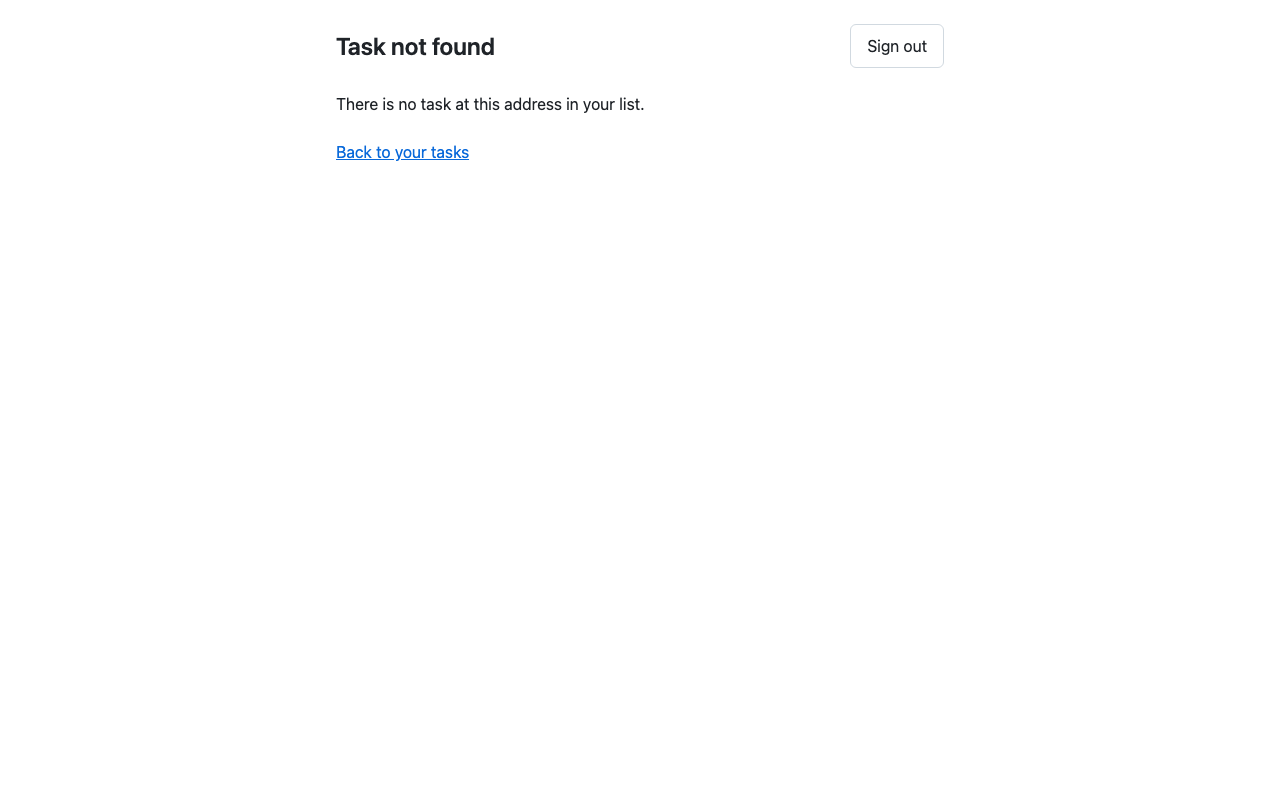 Task not found
Sign out
There is no task at this address in your list.
Back to your tasks